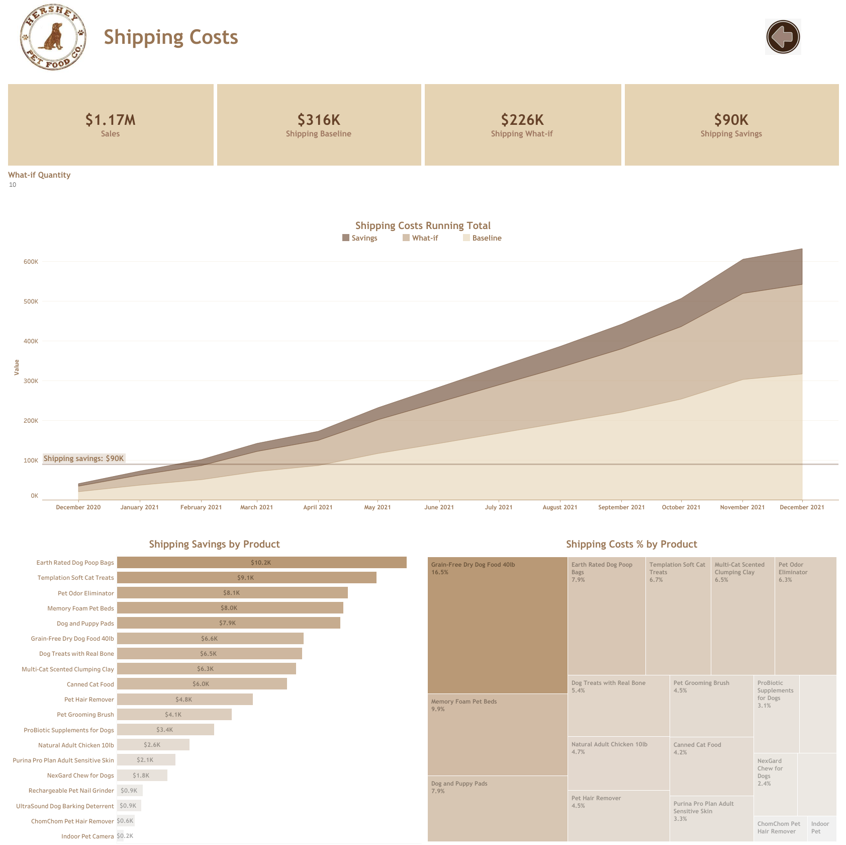 HERSHEY
PET FOOD CO.
Shipping Costs
$1.17M
Sales
$316K
Shipping Baseline
$226K
Shipping What-if
$90K
Shipping Savings
What-if Quantity
10
Shipping Costs Running Total
Savings What-if Baseline
Value
600K
500K
400K
300K
200K
100K
0K
Shipping savings: $90K
December 2020 January 2021 February 2021 March 2021 April 2021 May 2021 June 2021 July 2021 August 2021 September 2021 October 2021 November 2021 December 2021
Shipping Savings by Product
Earth Rated Dog Poop Bags $10.2K
Templation Soft Cat Treats $9.1K
Pet Odor Eliminator $8.1K
Memory Foam Pet Beds $8.0K
Dog and Puppy Pads $7.9K
Grain-Free Dry Dog Food 40lb $6.6K
Dog Treats with Real Bone $6.5K
Multi-Cat Scented Clumping Clay $6.3K
Canned Cat Food $6.0K
Pet Hair Remover $4.8K
Pet Grooming Brush $4.1K
ProBiotic Supplements for Dogs $3.4K
Natural Adult Chicken 10lb $2.6K
Purina Pro Plan Adult Sensitive Skin $2.1K
NexGard Chew for Dogs $1.8K
Rechargeable Pet Nail Grinder $0.9K
UltraSound Dog Barking Deterrent $0.9K
ChomChom Pet Hair Remover $0.6K
Indoor Pet Camera $0.2K
Shipping Costs % by Product
Grain-Free Dry Dog Food 40lb
16.5%
Memory Foam Pet Beds
9.9%
Dog and Puppy Pads
7.9%
Earth Rated Dog Poop
Bags
7.9%
Templation Soft Cat
Treats
6.7%
Multi-Cat Scented
Clumping Clay
6.5%
Pet Odor
Eliminator
6.3%
Dog Treats with Real Bone
5.4%
Natural Adult Chicken 10lb
4.7%
Pet Hair Remover
4.5%
Pet Grooming Brush
4.5%
Canned Cat Food
4.2%
Purina Pro Plan Adult
Sensitive Skin
3.3%
ProBiotic
Supplements
for Dogs
3.1%
NexGard
Chew for
Dogs
2.4%
ChomChom Pet
Hair Remover
Indoor
Pet